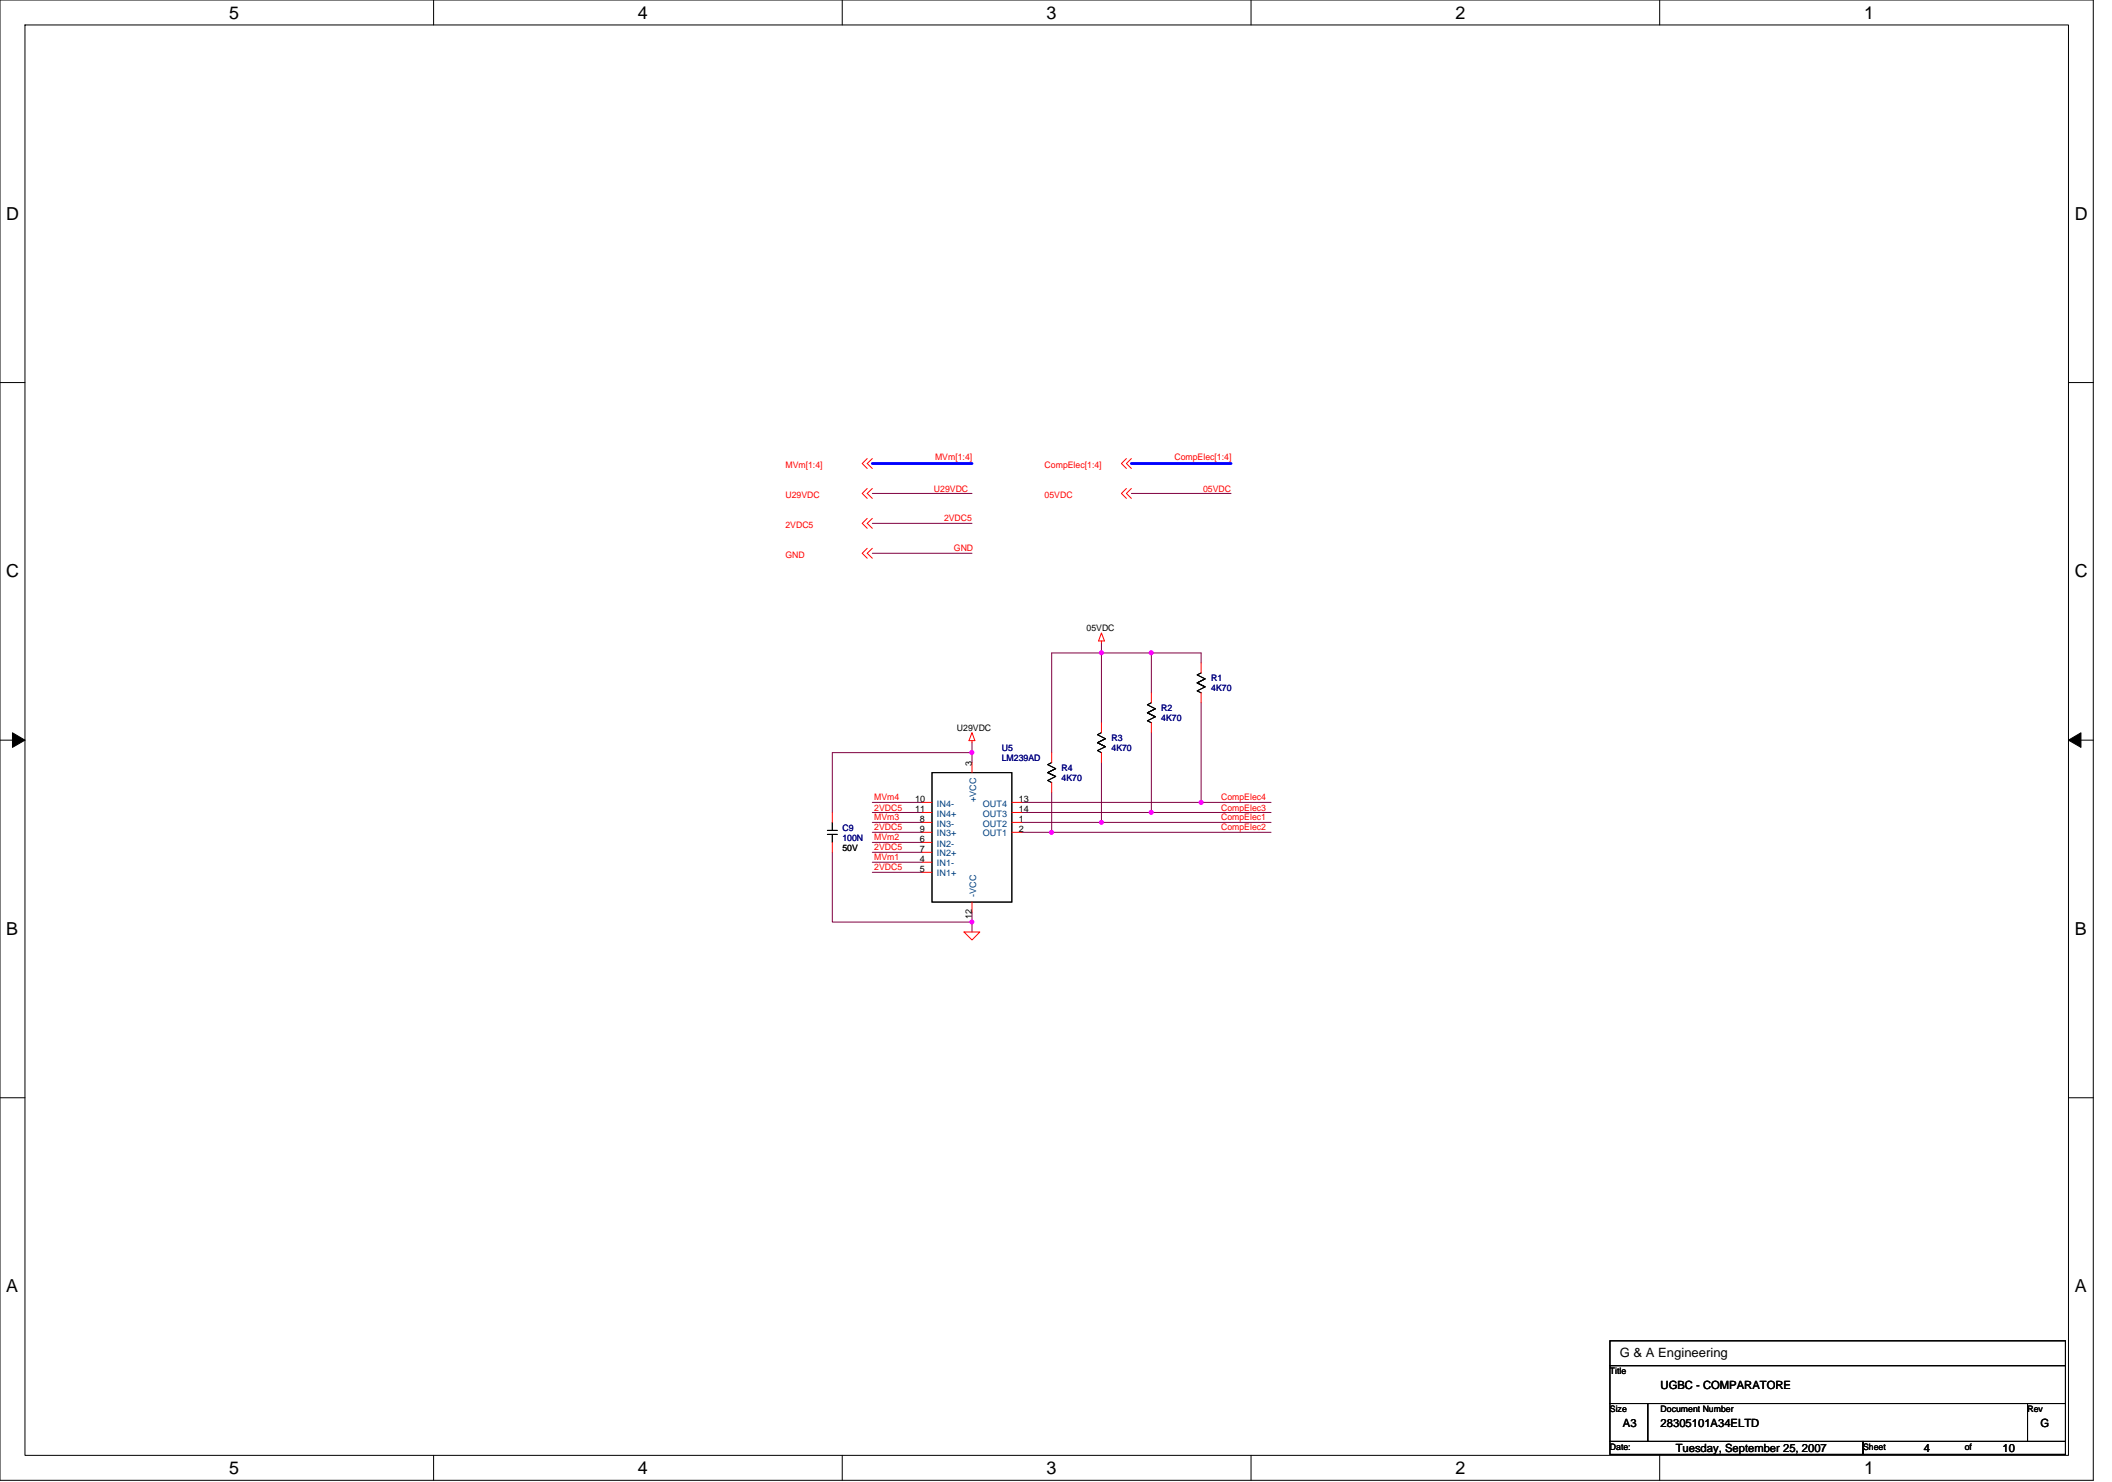 5 4 3 2 1
D D
MVm[1:4] MVm[1:4] CompElec[1:4] CompElec[1:4]
U29VDC U29VDC 05VDC 05VDC
2VDC5 2VDC5
GND GND
C C
05VDC
R1
4K70
R2
4K70
R3
4K70
R4
4K70
U29VDC
U5
LM239AD
3
+VCC
MVm4 10 IN4- OUT4 13 CompElec4
2VDC5 11 IN4+ OUT3 14 CompElec3
MVm3 8 IN3- OUT2 1 CompElec1
2VDC5 9 IN3+ OUT1 2 CompElec2
MVm2 6 IN2-
2VDC5 7 IN2+
MVm1 4 IN1-
2VDC5 5 IN1+
-VCC
12
C9
100N
50V
B B
A A
G & A Engineering
Title
UGBC - COMPARATORE
Size Document Number Rev
A3 28305101A34ELTD G
Date: Tuesday, September 25, 2007 Sheet 4 of 10
5 4 3 2 1